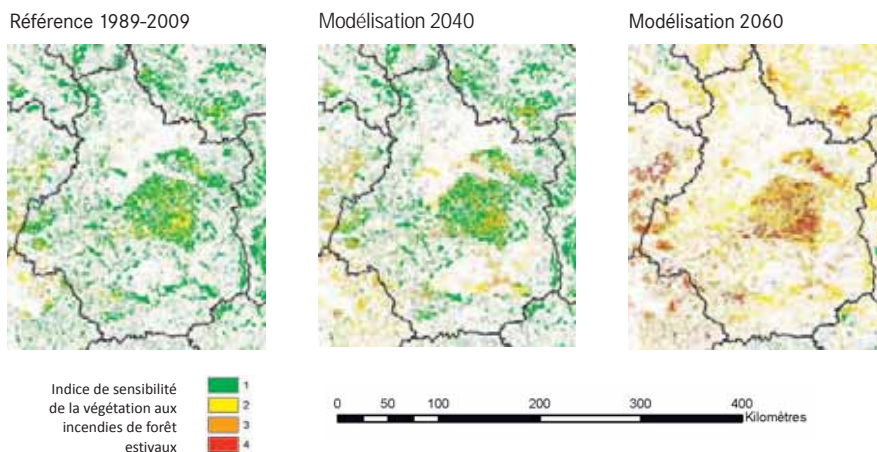 Référence 1989-2009
Modélisation 2040
Modélisation 2060
Indice de sensibilité
de la végétation aux
incendies de forêt
estivaux
1
2
3
4
0 50 100 200 300 400
Kilomètres